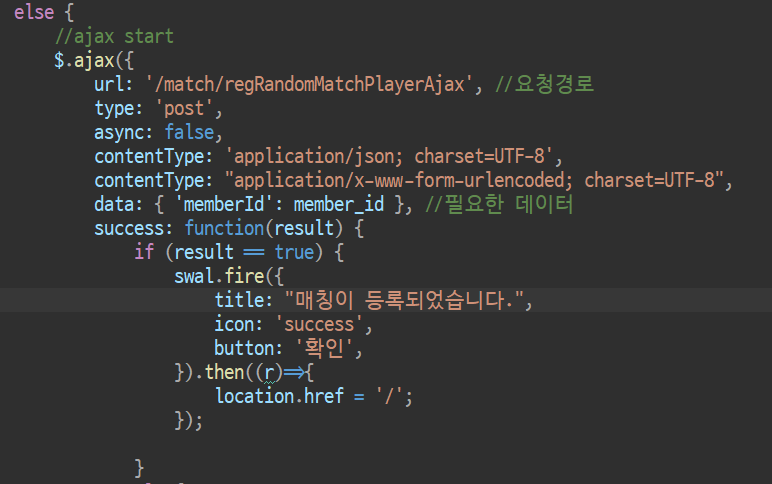 else {
//ajax start
$.ajax({
url: '/match/regRandomMatchPlayerAjax', //요청경로
type: 'post',
async: false,
contentType: 'application/json; charset=UTF-8',
contentType: "application/x-www-form-urlencoded; charset=UTF-8",
data: { 'memberId': member_id }, //필요한 데이터
success: function(result) {
if (result == true) {
swal.fire({
title: "매칭이 등록되었습니다.",
icon: 'success',
button: '확인',
}).then((r)=>{
location.href = '/';
});
}